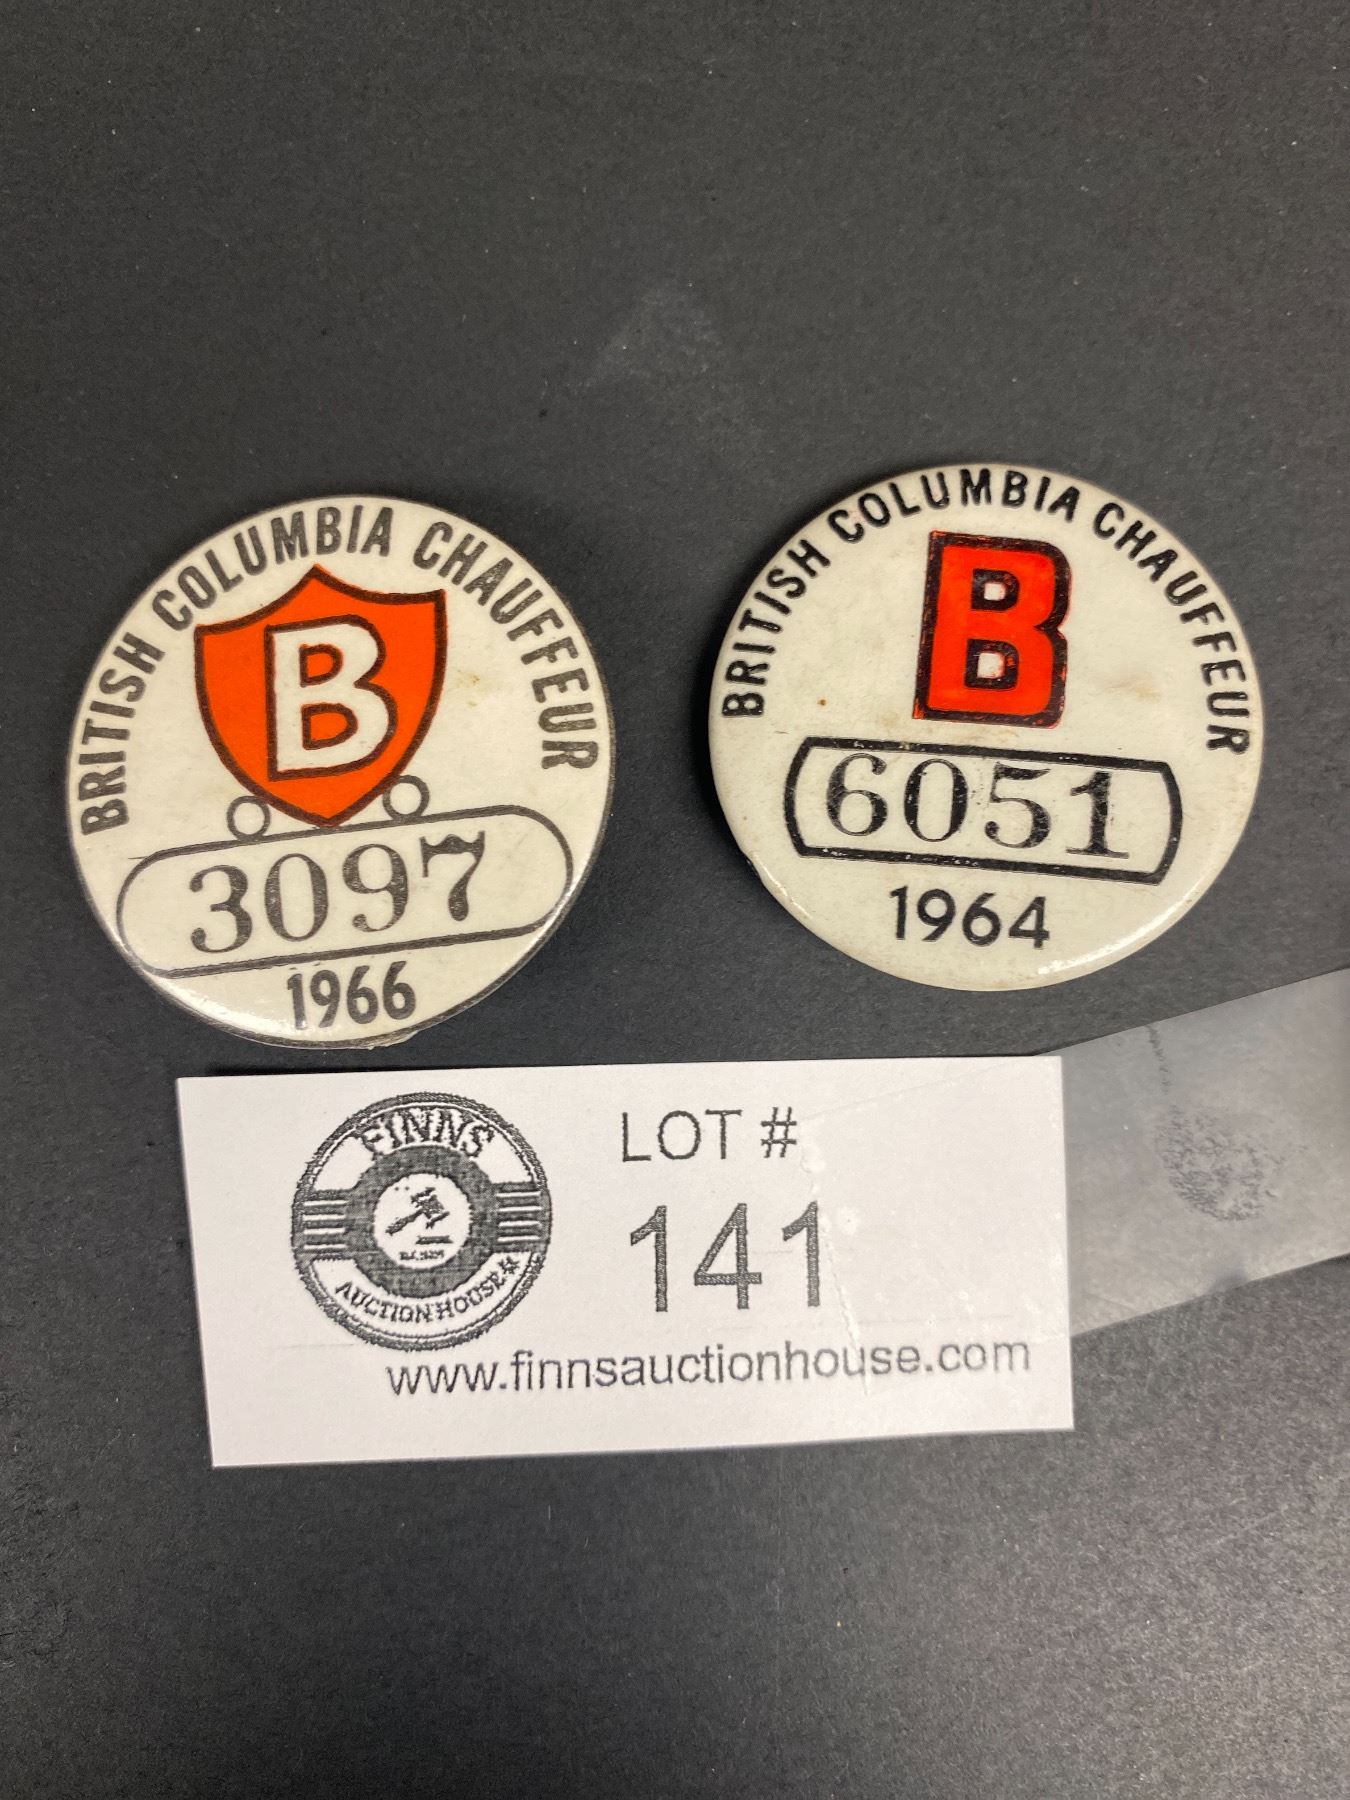 BRITISH COLUMBIA CHAUFFEUR
B
3097
1966
BRITISH COLUMBIA CHAUFFEUR
B
6051
1964
FINNS
AUCTION HOUSE
LOT #
141
www.finnsauctionhouse.com